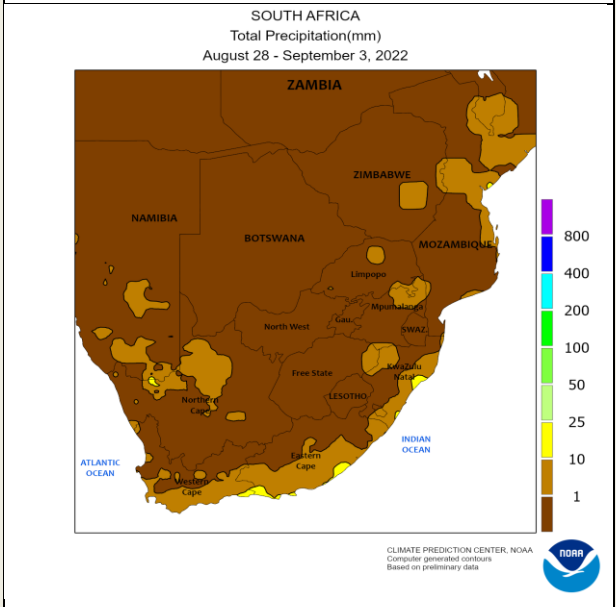 SOUTH AFRICA
Total Precipitation(mm)
August 28 - September 3, 2022
ZAMBIA
ZIMBABWE
NAMIBIA
BOTSWANA
MOZAMBIQUE
Limpopo
Mpumalanga
North West
Gau.
SWAZ.
Free State
KwaZulu
Natal
LESOTHO
Northern
Cape
Eastern
Cape
Western
Cape
ATLANTIC
OCEAN
INDIAN
OCEAN
800
400
200
100
50
25
10
1
CLIMATE PREDICTION CENTER, NOAA
Computer generated contours
Based on preliminary data
NOAA